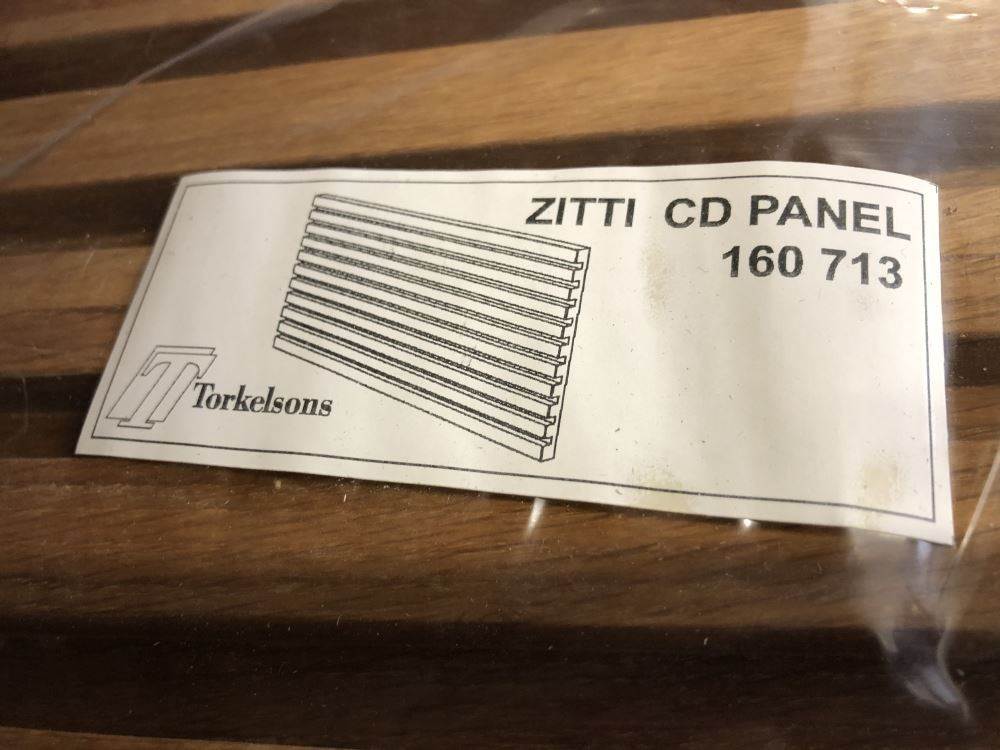 ZITTI CD PANEL
160 713
Torkelsons